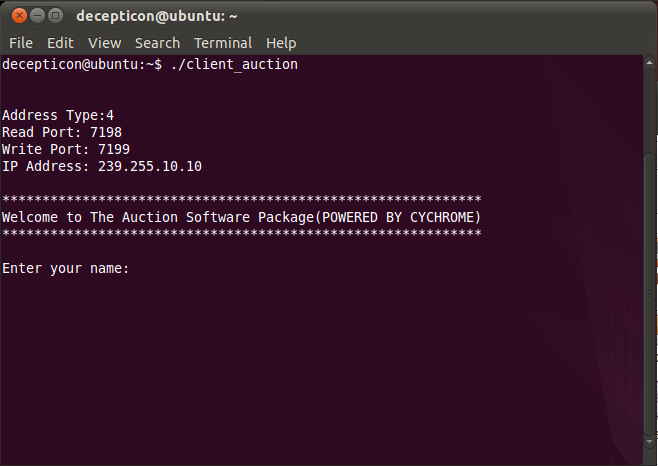 decepticon@ubuntu: ~
File Edit View Search Terminal Help
decepticon@ubuntu:~$ ./client_auction
Address Type:4
Read Port: 7198
Write Port: 7199
IP Address: 239.255.10.10
************************************************************
Welcome to The Auction Software Package(POWERED BY CYCHROME)
************************************************************
Enter your name: